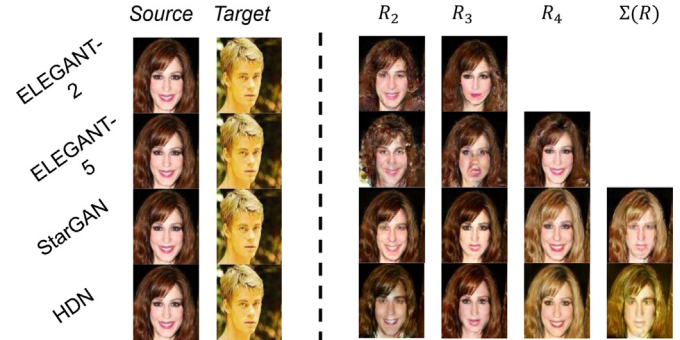 Source Target R₂ R₃ R₄ Σ(R)
ELEGANT-
2
ELEGANT-
5
StarGAN
HDN